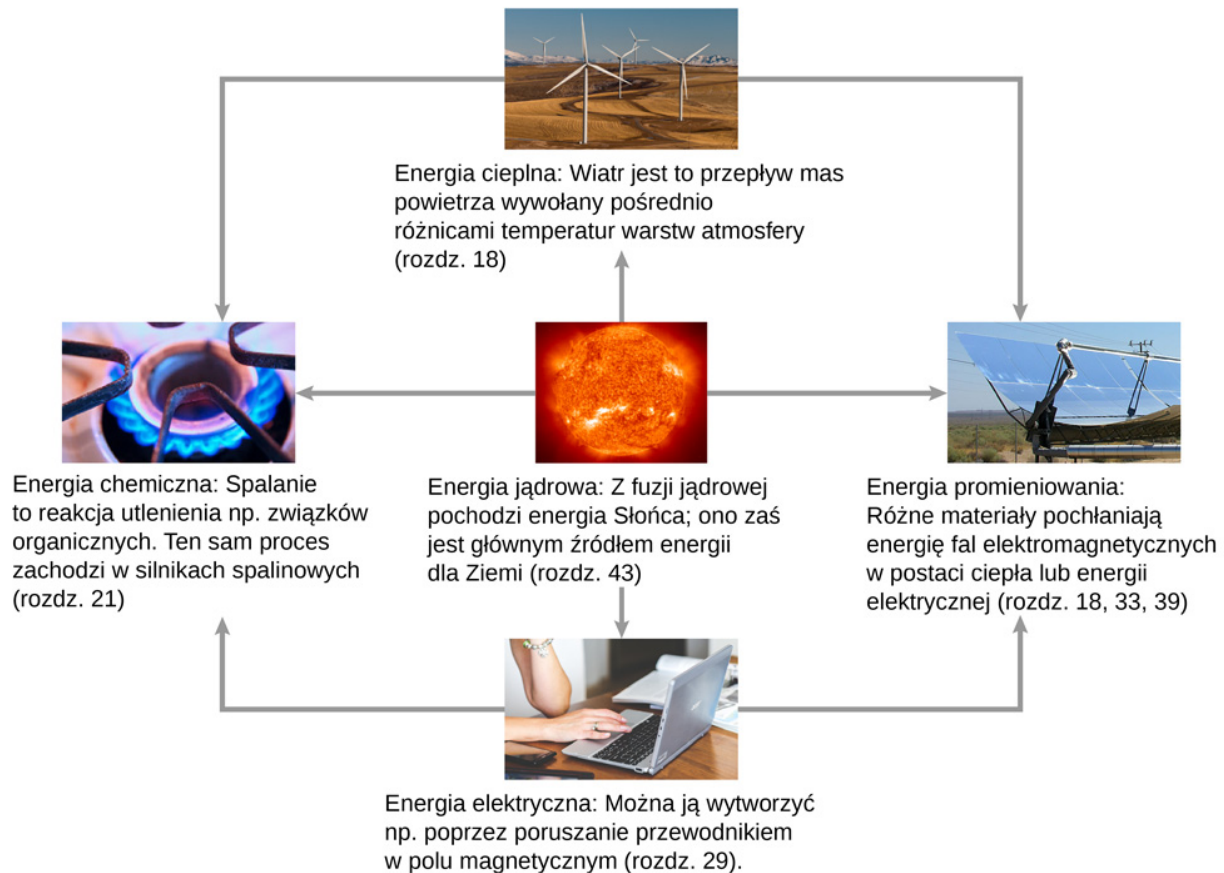 Energia cieplna: Wiatr jest to przepływ mas
powietrza wywołany pośrednio
różnicami temperatur warstw atmosfery
(rozdz. 18)
Energia chemiczna: Spalanie
to reakcja utlenienia np. związków
organicznych. Ten sam proces
zachodzi w silnikach spalinowych
(rozdz. 21)
Energia jądrowa: Z fuzji jądrowej
pochodzi energia Słońca; ono zaś
jest głównym źródłem energii
dla Ziemi (rozdz. 43)
Energia promieniowania:
Różne materiały pochłaniają
energię fal elektromagnetycznych
w postaci ciepła lub energii
elektrycznej (rozdz. 18, 33, 39)
Energia elektryczna: Można ją wytworzyć
np. poprzez poruszanie przewodnikiem
w polu magnetycznym (rozdz. 29).